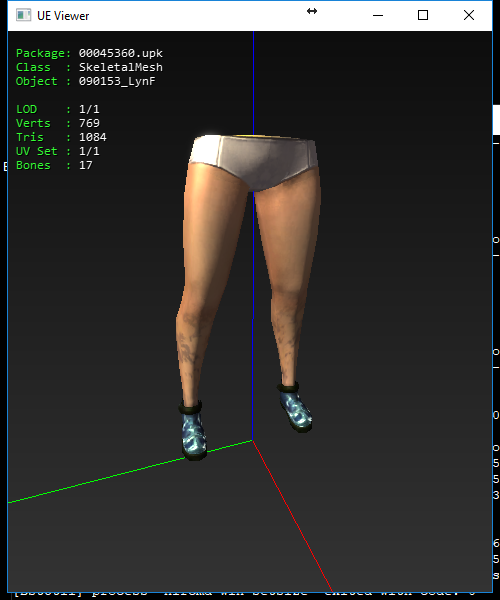 UE Viewer
Package: 00045360.upk
Class : SkeletalMesh
Object : 090153_LynF
LOD : 1/1
Verts : 769
Tris : 1084
UV Set : 1/1
Bones : 17